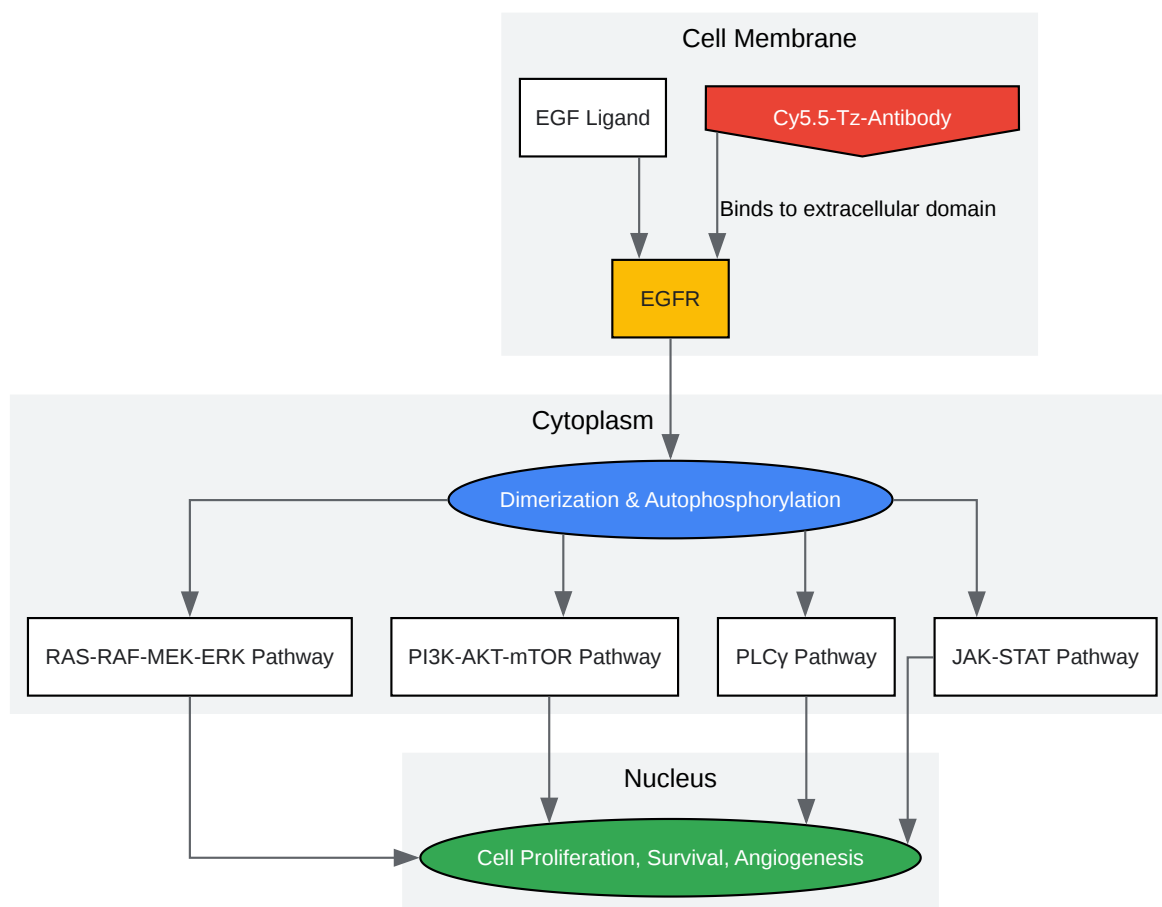 Cell Membrane
EGF Ligand
Cy5.5-Tz-Antibody
Binds to extracellular domain
EGFR
Cytoplasm
Dimerization & Autophosphorylation
RAS-RAF-MEK-ERK Pathway
PI3K-AKT-mTOR Pathway
PLCγ Pathway
JAK-STAT Pathway
Nucleus
Cell Proliferation, Survival, Angiogenesis